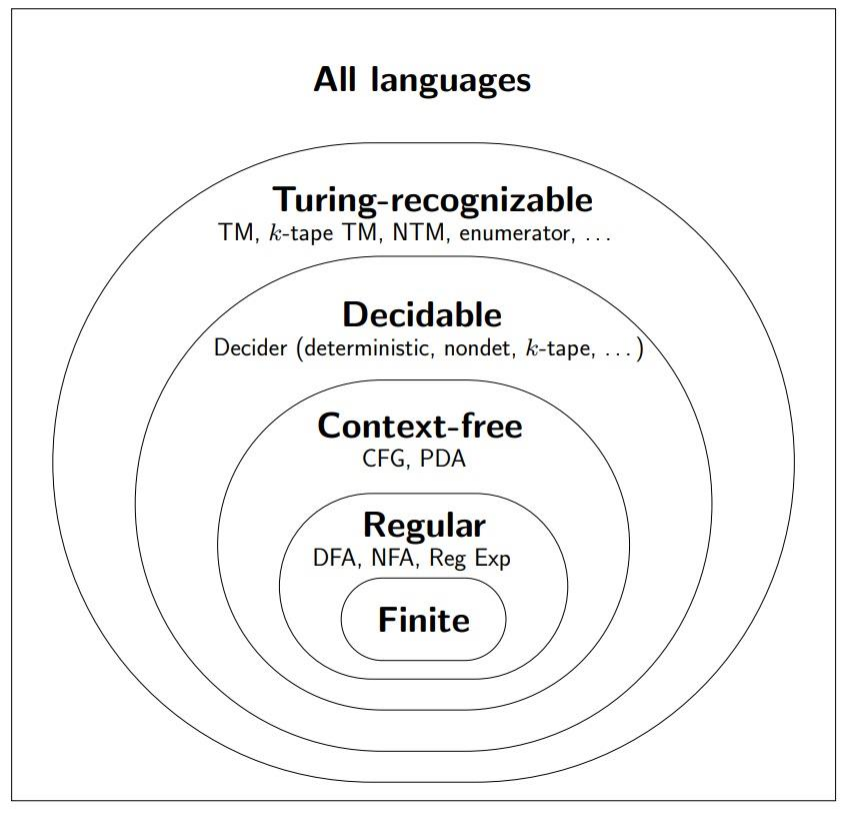 All languages
Turing-recognizable
TM, k-tape TM, NTM, enumerator, ...
Decidable
Decider (deterministic, nondet, k-tape, ...)
Context-free
CFG, PDA
Regular
DFA, NFA, Reg Exp
Finite